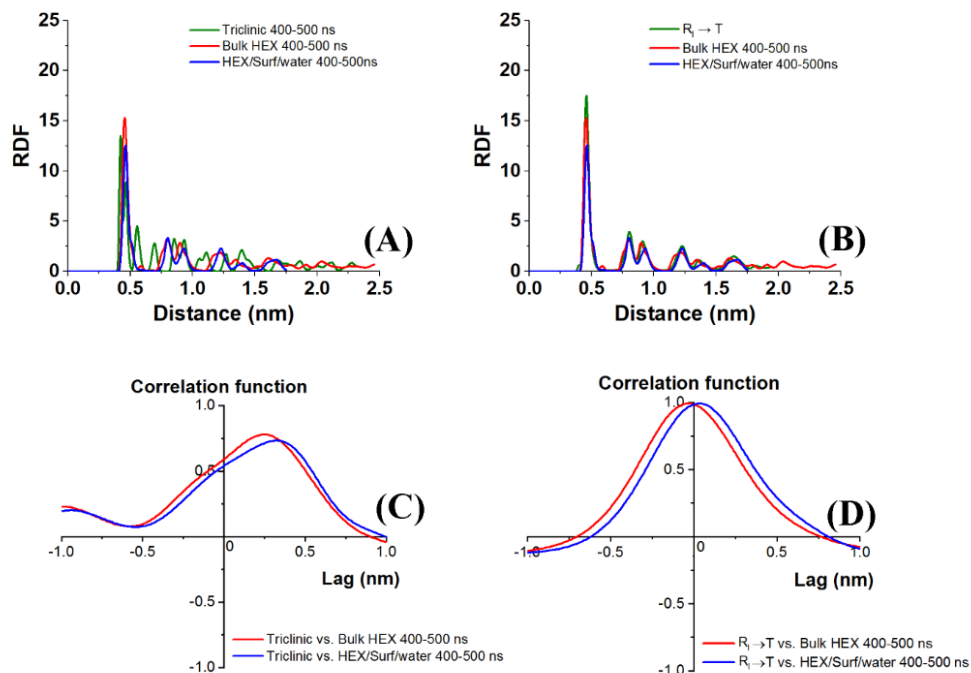 25
20
15
10
5
0
RDF
Triclinic 400-500 ns
Bulk HEX 400-500 ns
HEX/Surf/water 400-500ns
(A)
0.0 0.5 1.0 1.5 2.0 2.5
Distance (nm)
25
20
15
10
5
0
RDF
R_I → T
Bulk HEX 400-500 ns
HEX/Surf/water 400-500ns
(B)
0.0 0.5 1.0 1.5 2.0 2.5
Distance (nm)
Correlation function
1.0
0.5
(C)
-1.0 -0.5 0 0.5 1.0
Lag (nm)
-0.5
-1.0
Triclinic vs. Bulk HEX 400-500 ns
Triclinic vs. HEX/Surf/water 400-500 ns
Correlation function
1.0
0.5
(D)
-1.0 -0.5 0 0.5 1.0
Lag (nm)
-0.5
-1.0
R_I→T vs. Bulk HEX 400-500 ns
R_I→T vs. HEX/Surf/water 400-500 ns